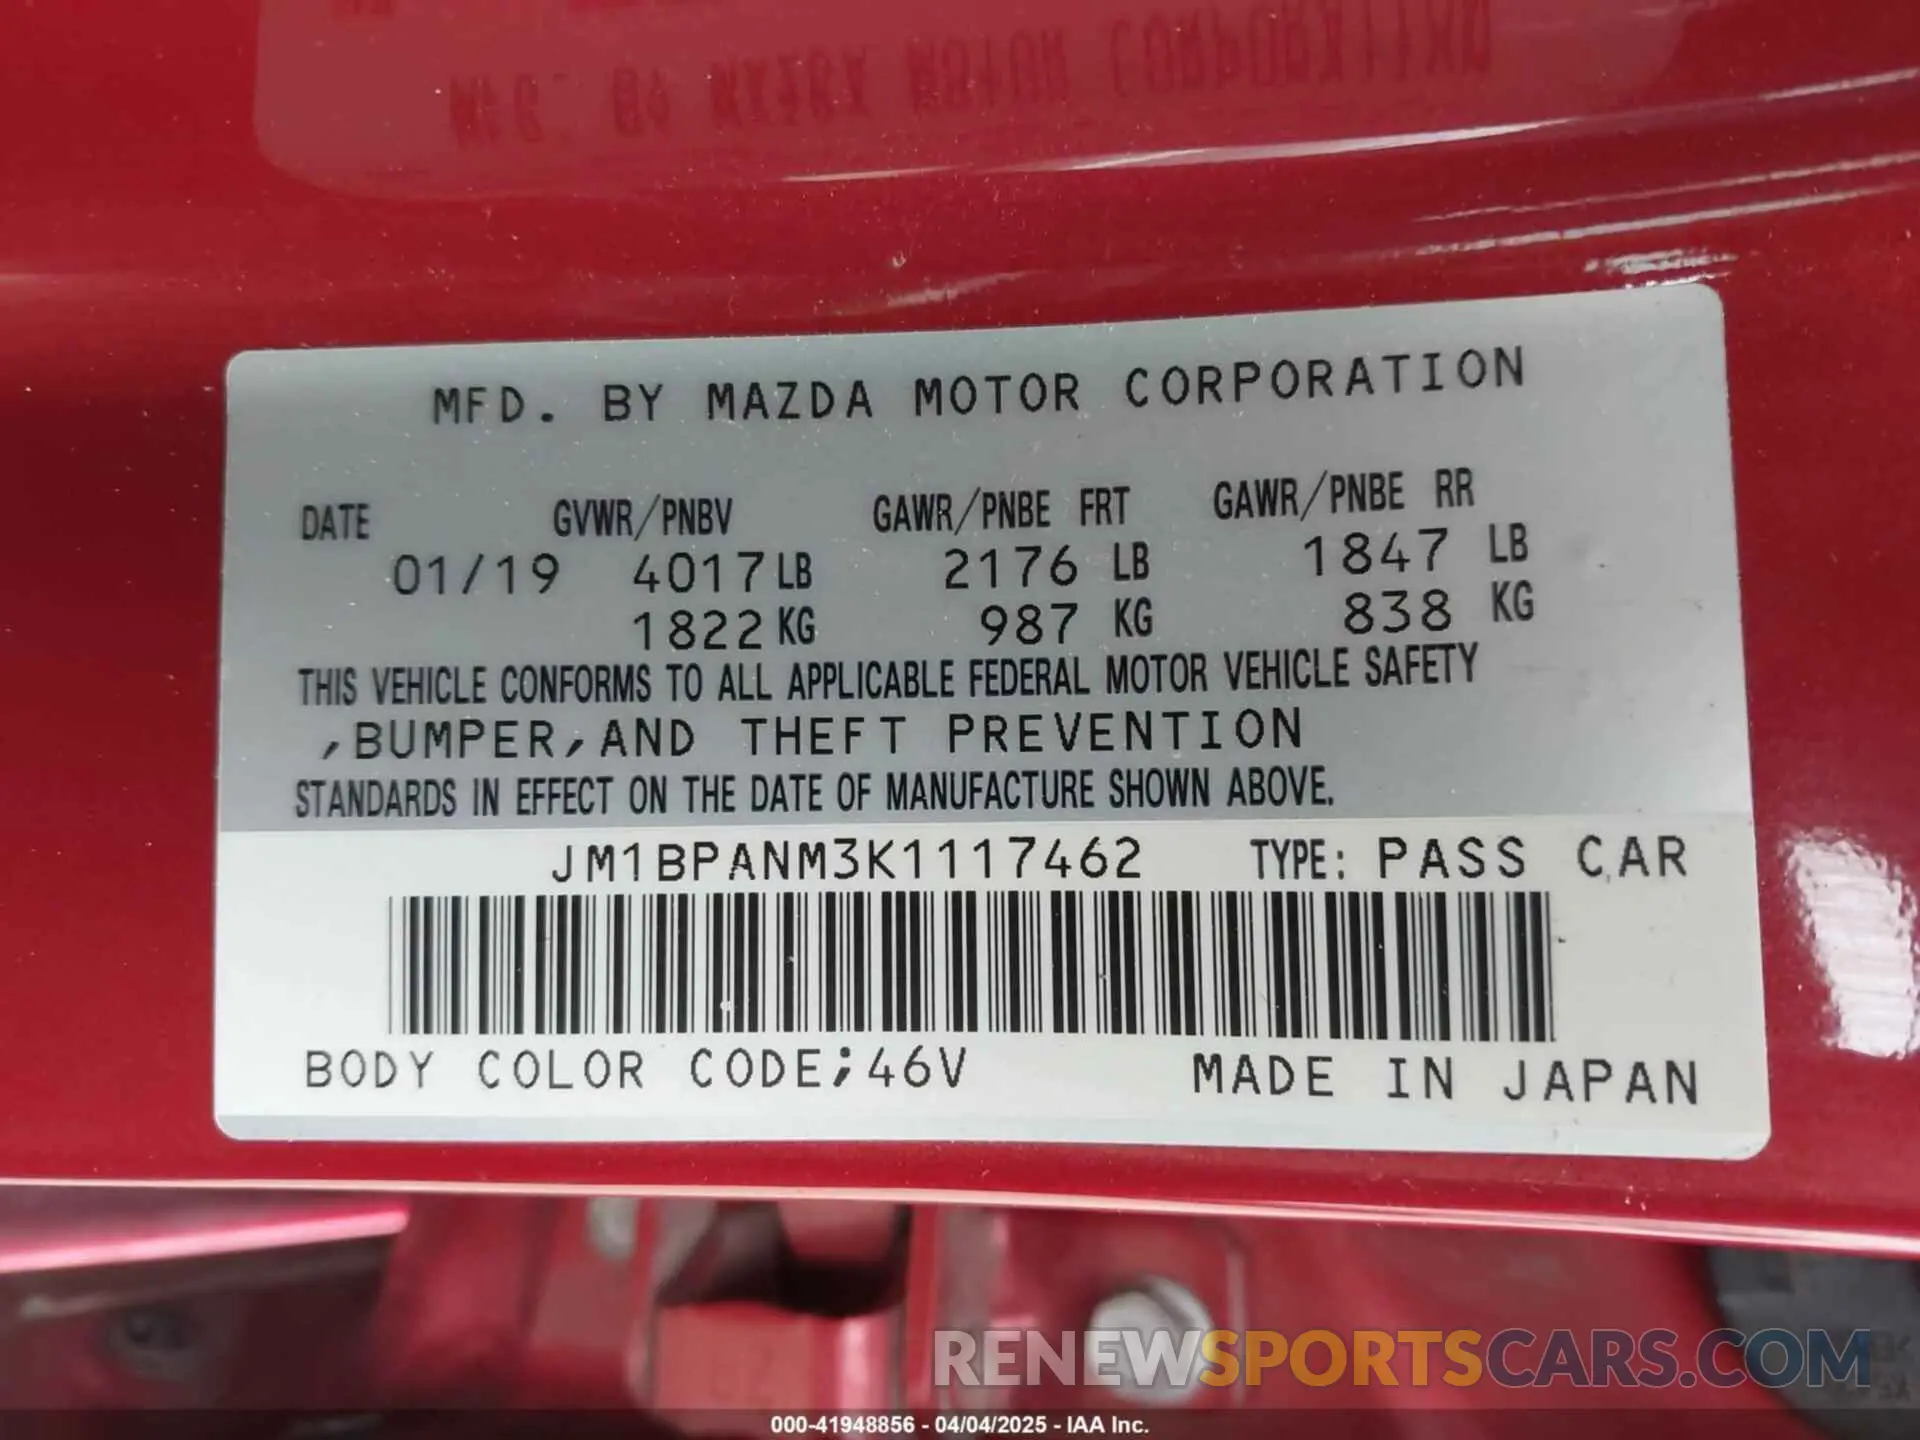 MFD. BY MAZDA MOTOR CORPORATION
DATE GVWR/PNBV GAWR/PNBE FRT GAWR/PNBE RR
01/19 4017 LB 2176 LB 1847 LB
1822 KG 987 KG 838 KG
THIS VEHICLE CONFORMS TO ALL APPLICABLE FEDERAL MOTOR VEHICLE SAFETY
,BUMPER,AND THEFT PREVENTION
STANDARDS IN EFFECT ON THE DATE OF MANUFACTURE SHOWN ABOVE.
JM1BPANM3K1117462 TYPE: PASS CAR
BODY COLOR CODE;46V MADE IN JAPAN
RENEWSPORTSCARS.COM
000-41948856 - 04/04/2025 - IAA Inc.